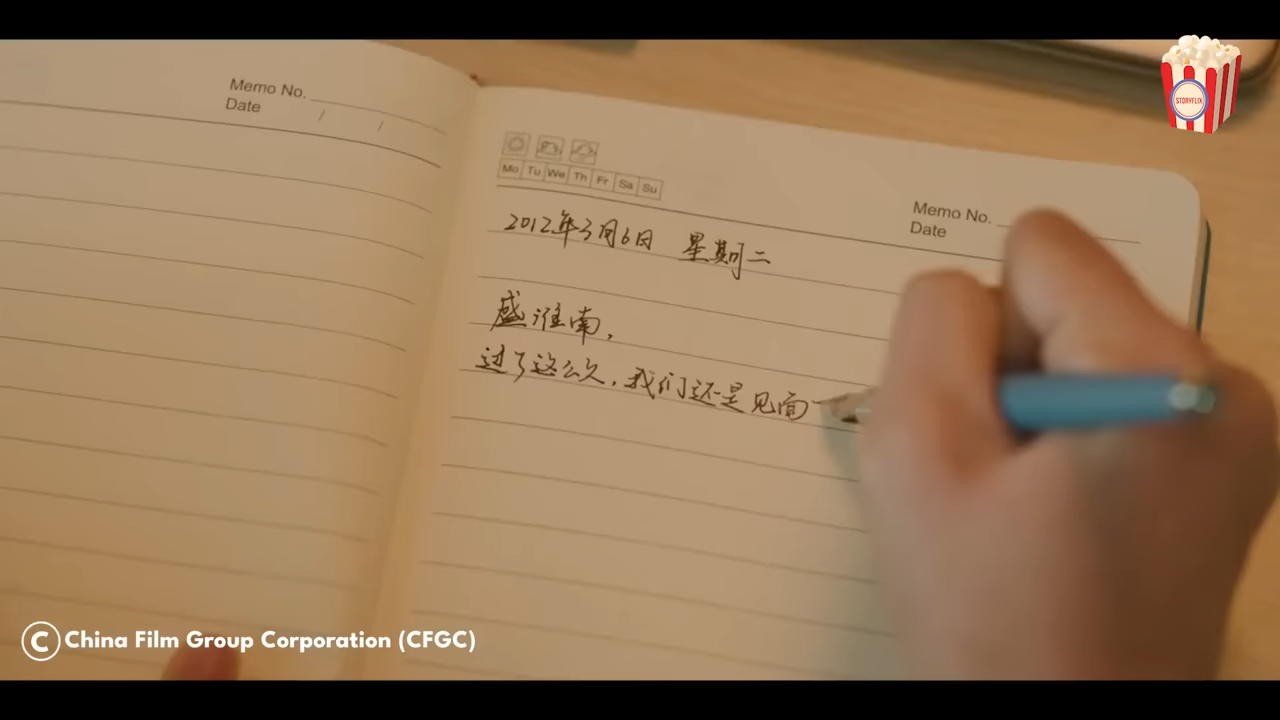 STORYFLIX
Memo No.
Date / /
Mo Tu We Th Fr Sa Su
Memo No.
Date
2012年3月6日 星期二
盛淮南，
过了这么久，我们还是见面
© China Film Group Corporation (CFGC)